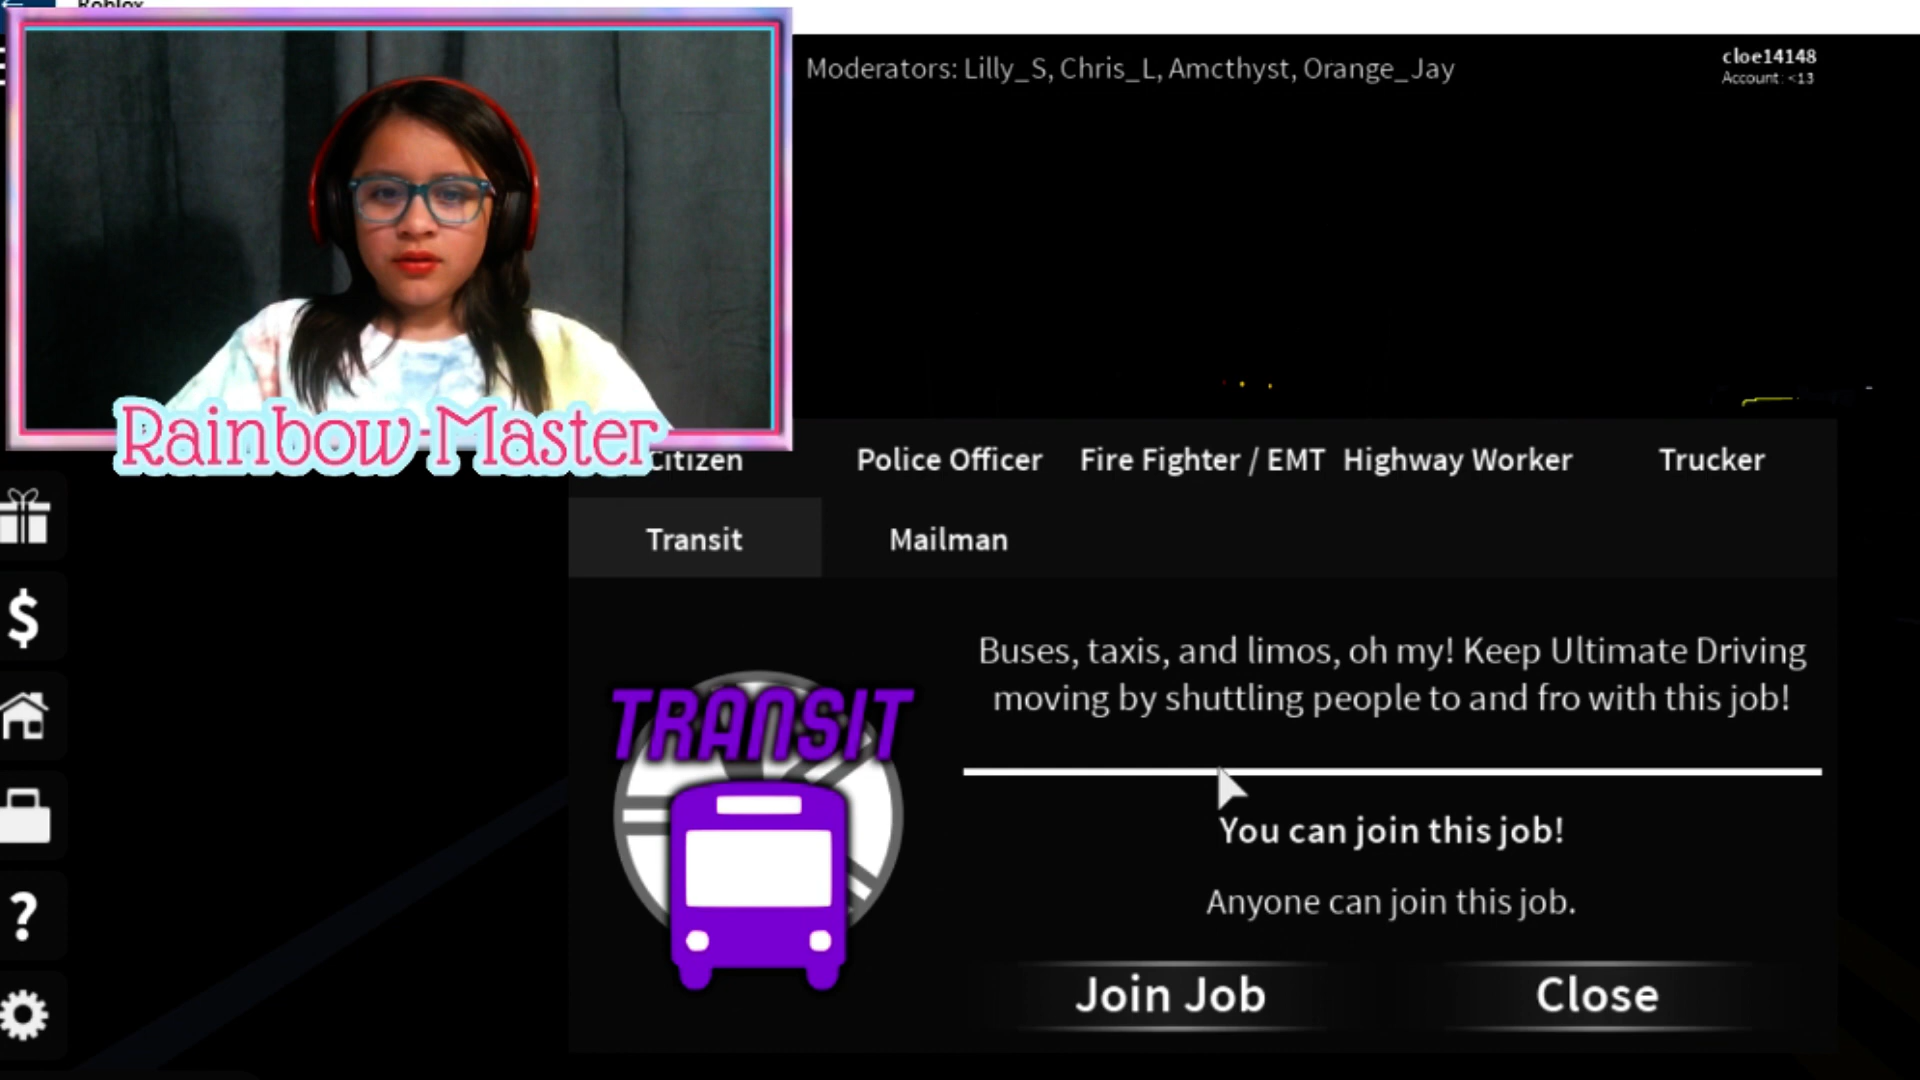 Roblox
Moderators: Lilly_S, Chris_L, Amcthyst, Orange_Jay
cloe14148
Account: <13
Rainbow Master
Citizen
Police Officer
Fire Fighter / EMT
Highway Worker
Trucker
Transit
Mailman
TRANSIT
Buses, taxis, and limos, oh my! Keep Ultimate Driving
moving by shuttling people to and fro with this job!
You can join this job!
Anyone can join this job.
Join Job
Close